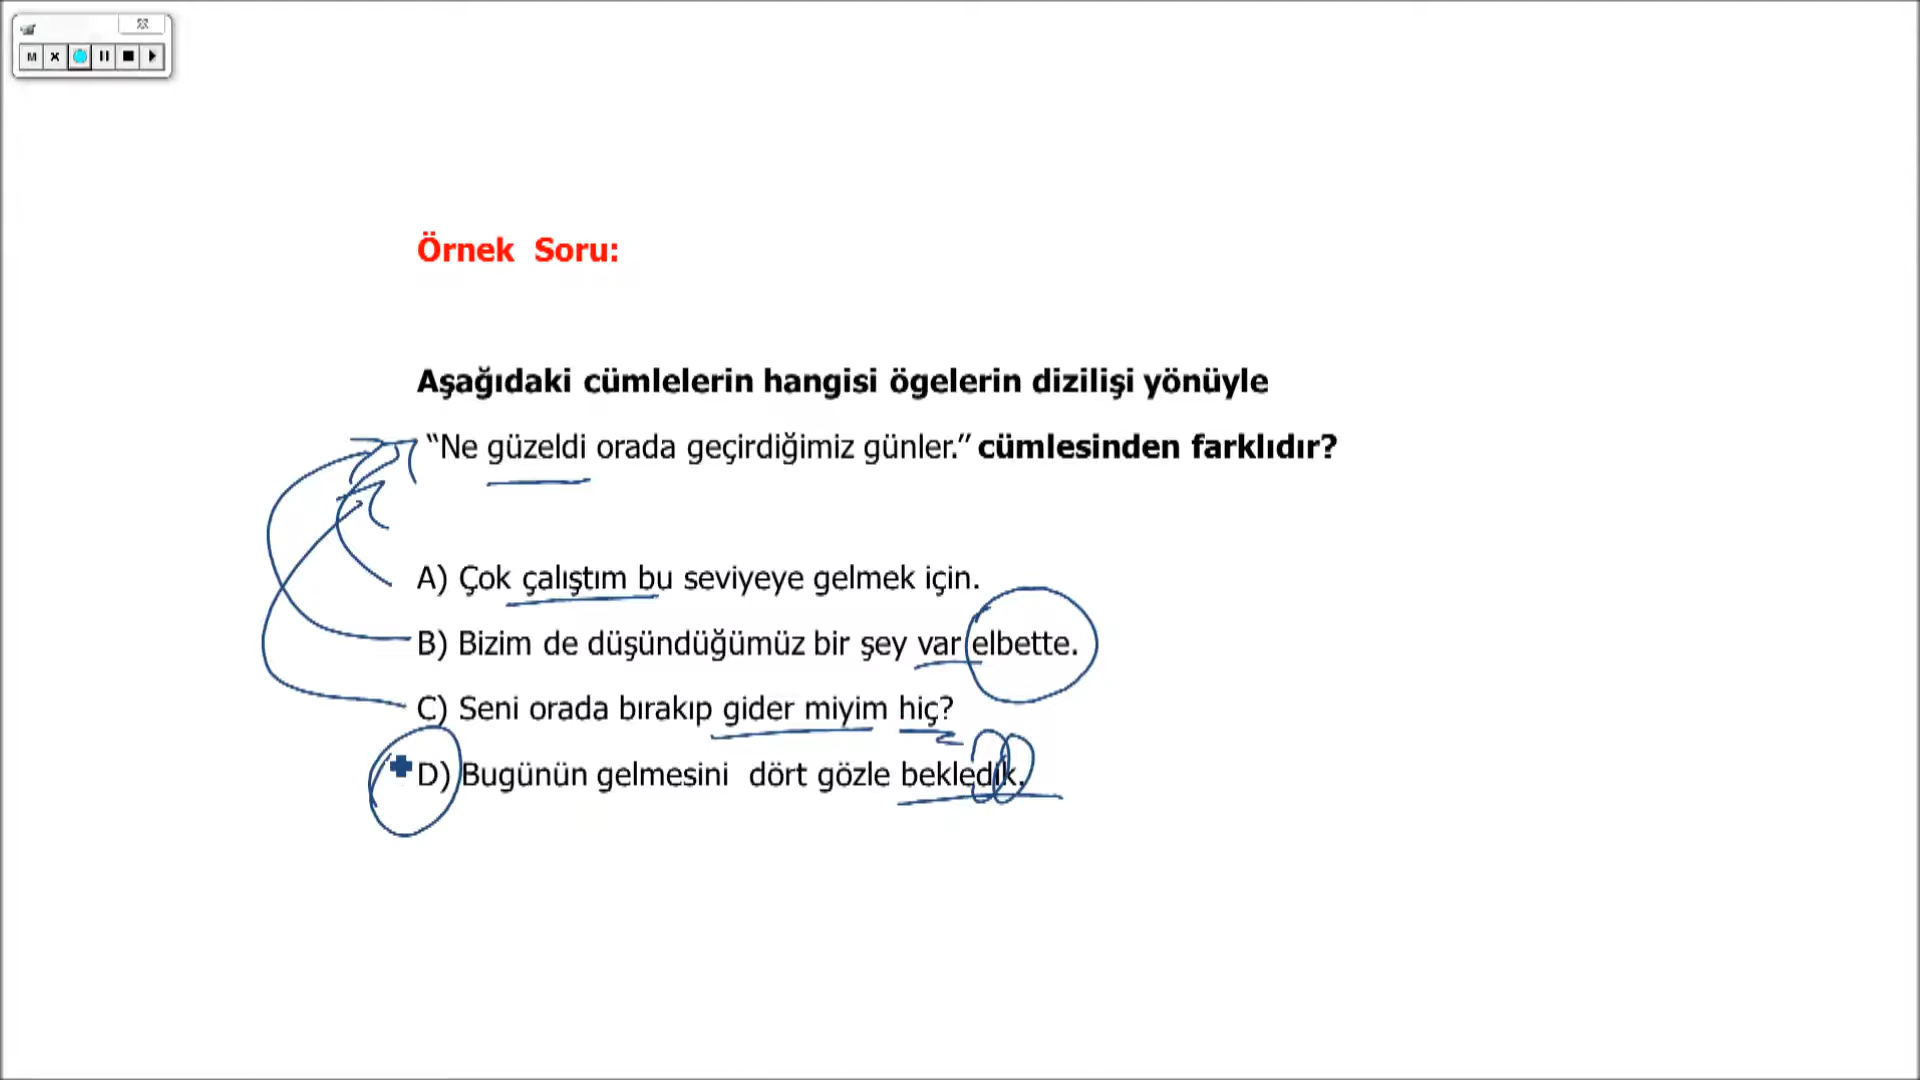 M X
Örnek Soru:
Aşağıdaki cümlelerin hangisi ögelerin dizilişi yönüyle
“Ne güzeldi orada geçirdiğimiz günler.” cümlesinden farklıdır?
A) Çok çalıştım bu seviyeye gelmek için.
B) Bizim de düşündüğümüz bir şey var elbette.
C) Seni orada bırakıp gider miyim hiç?
D) Bugünün gelmesini dört gözle bekledik.